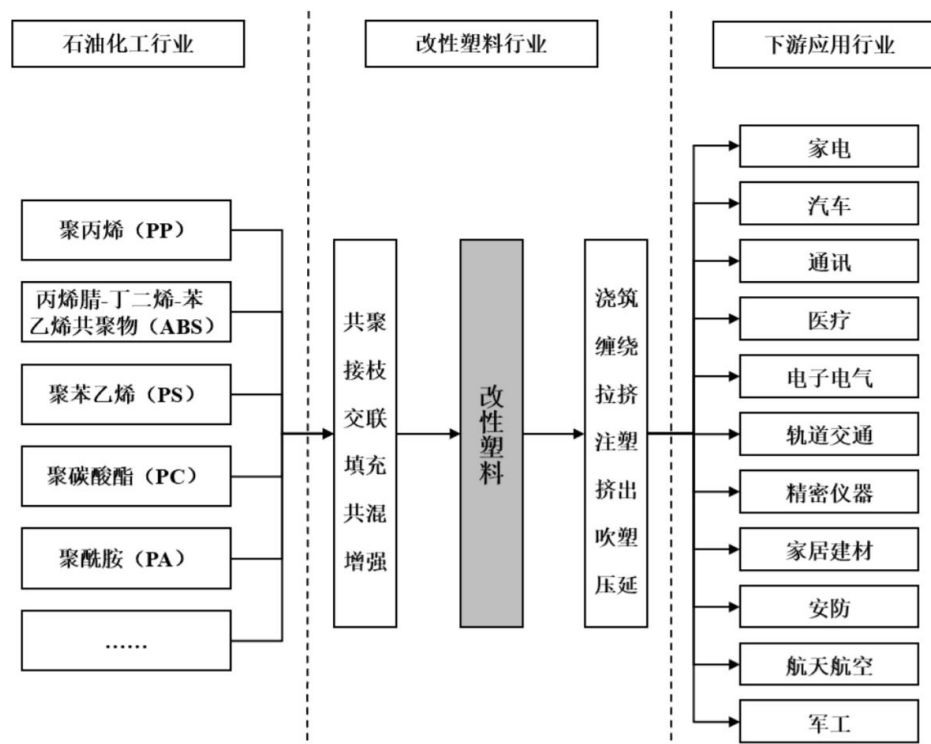 石油化工行业
改性塑料行业
下游应用行业
聚丙烯（PP）
丙烯腈-丁二烯-苯
乙烯共聚物（ABS）
聚苯乙烯（PS）
聚碳酸酯（PC）
聚酰胺（PA）
……
共聚
接枝
交联
填充
共混
增强
改性塑料
浇筑
缠绕
拉挤
注塑
挤出
吹塑
压延
家电
汽车
通讯
医疗
电子电气
轨道交通
精密仪器
家居建材
安防
航天航空
军工